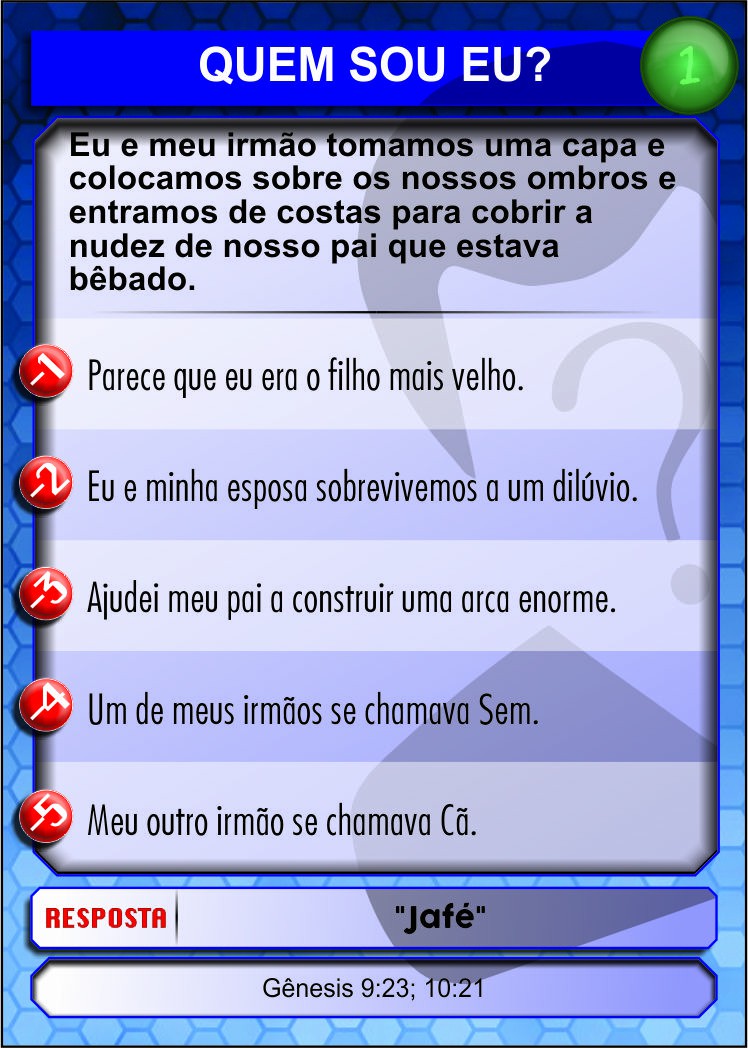 QUEM SOU EU?
1
Eu e meu irmão tomamos uma capa e
colocamos sobre os nossos ombros e
entramos de costas para cobrir a
nudez de nosso pai que estava
bêbado.
1 Parece que eu era o filho mais velho.
2 Eu e minha esposa sobrevivemos a um dilúvio.
3 Ajudei meu pai a construir uma arca enorme.
4 Um de meus irmãos se chamava Sem.
5 Meu outro irmão se chamava Cã.
RESPOSTA "Jafé"
Gênesis 9:23; 10:21